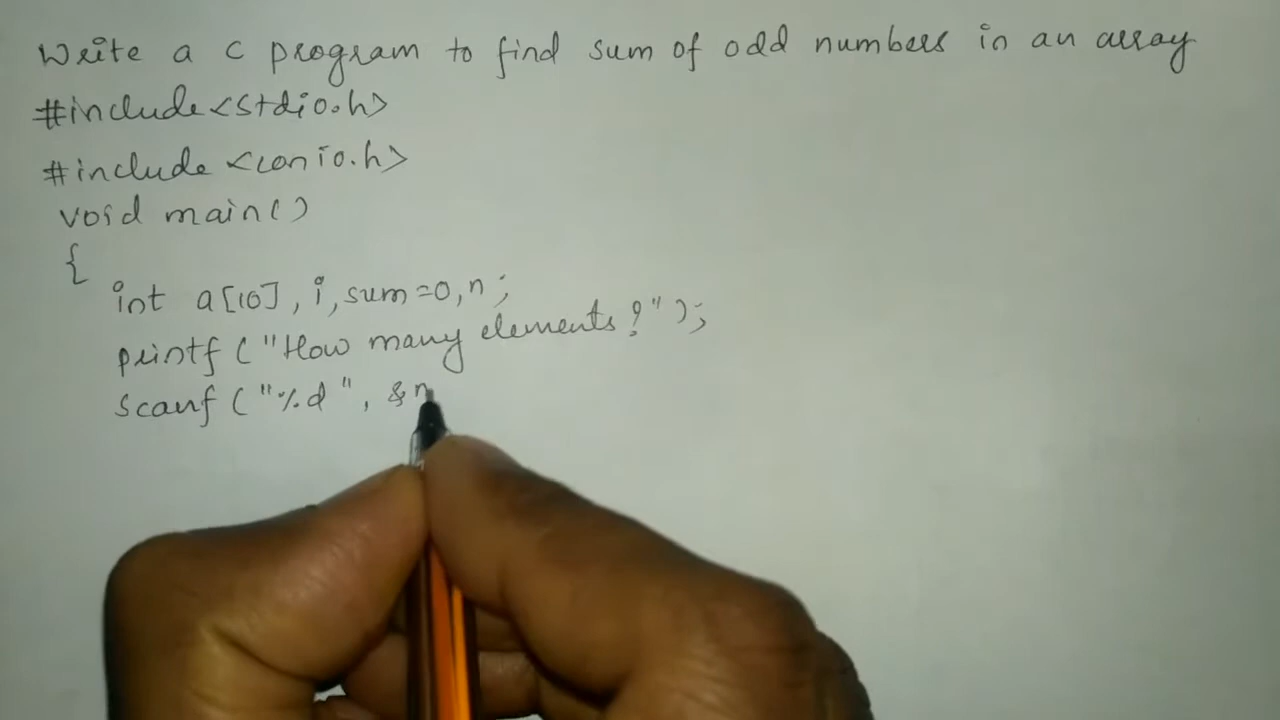 Write a c program to find sum of odd numbers in an array
#include<stdio.h>
#include <conio.h>
void main()
{
int a[10], i, sum=0, n;
printf ("How many elements?");
scanf ("%d", &n